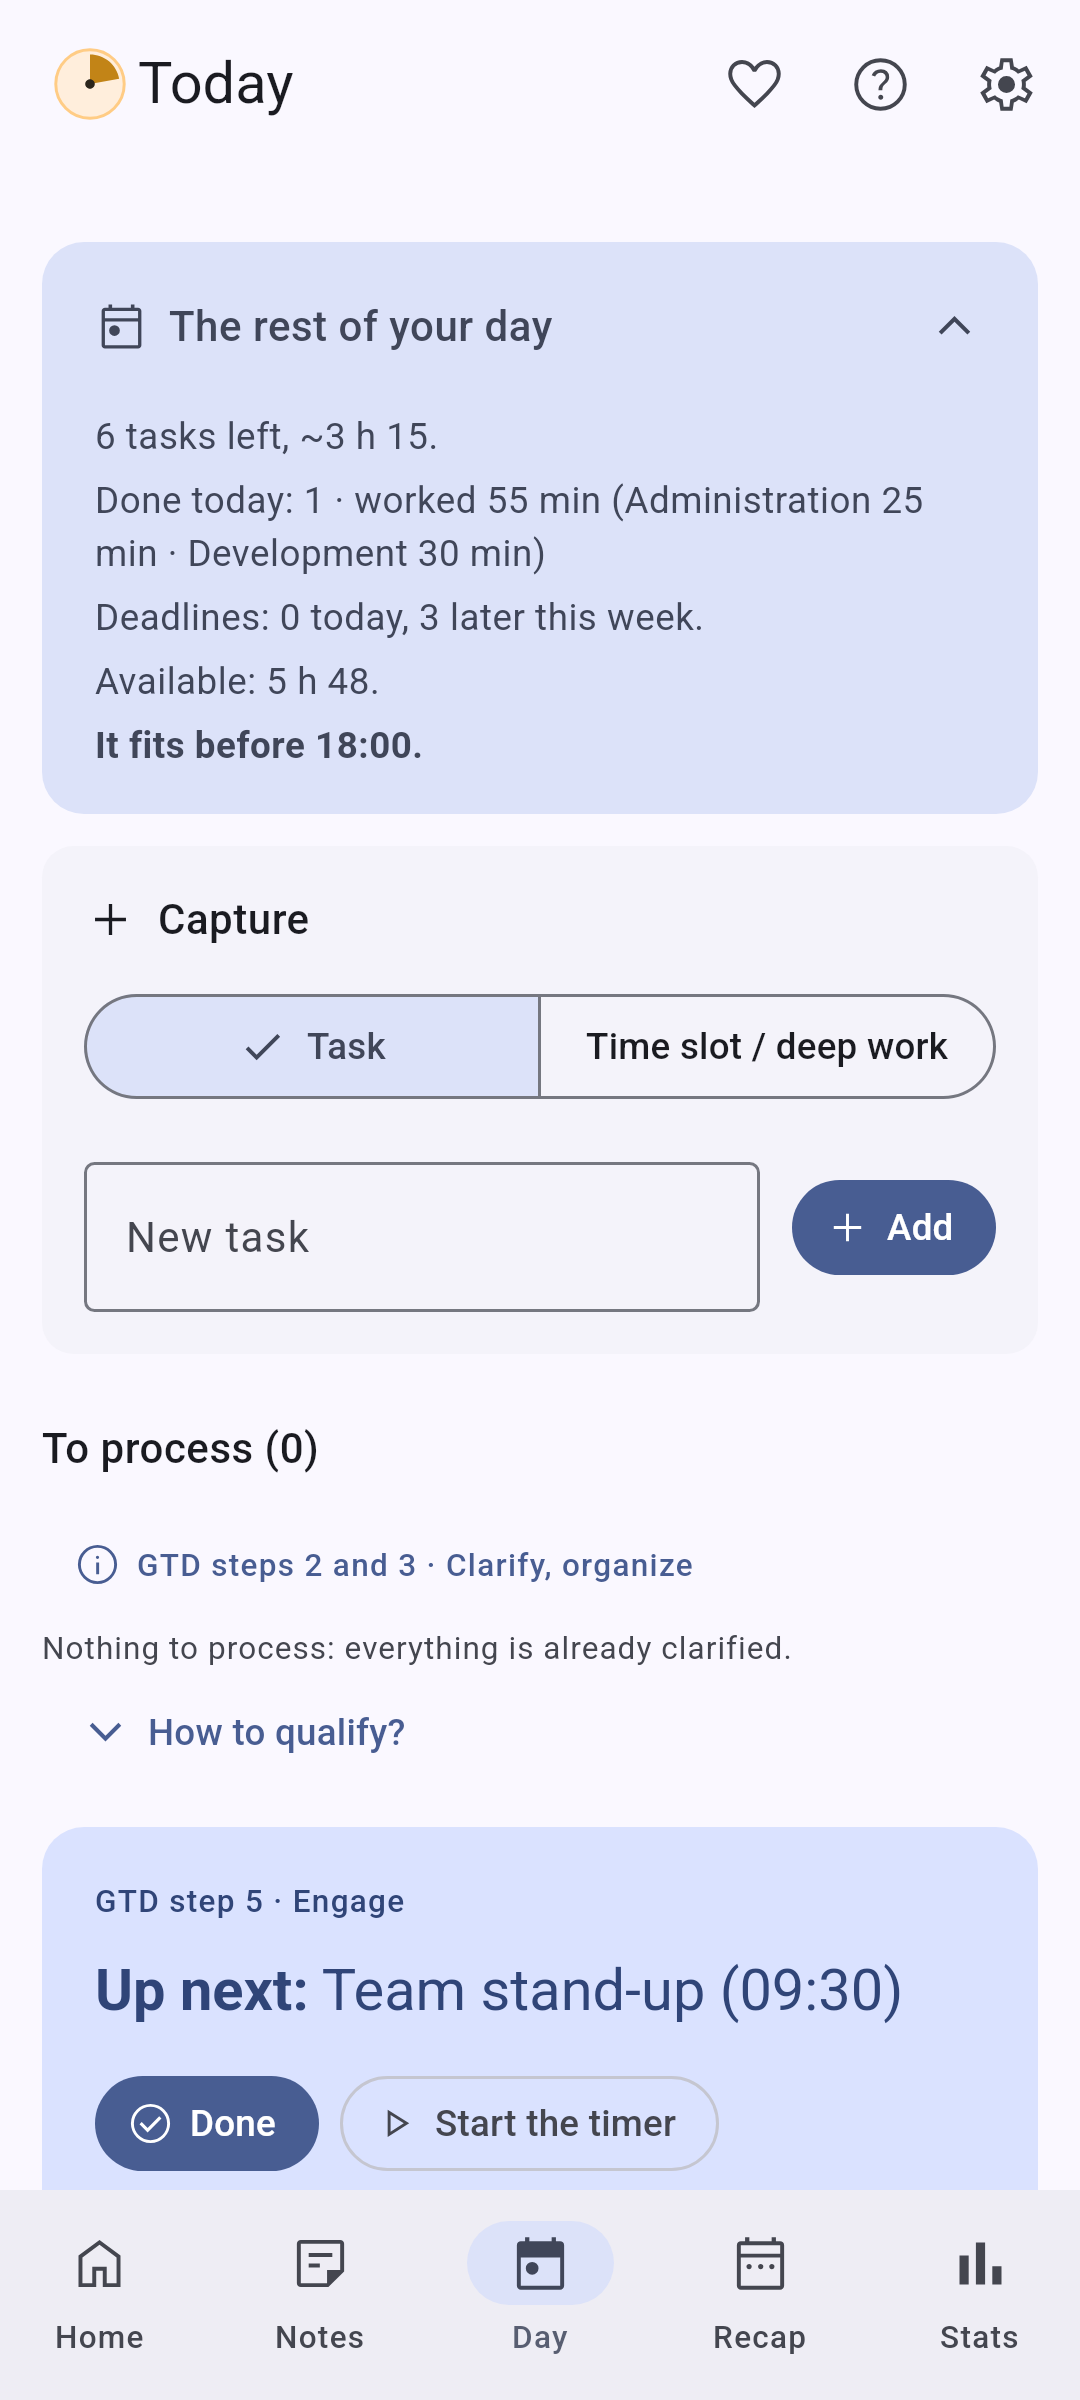 Today
The rest of your day
6 tasks left, ~3 h 15.
Done today: 1 · worked 55 min (Administration 25
min · Development 30 min)
Deadlines: 0 today, 3 later this week.
Available: 5 h 48.
It fits before 18:00.
Capture
Task
Time slot / deep work
New task
Add
To process (0)
GTD steps 2 and 3 · Clarify, organize
Nothing to process: everything is already clarified.
How to qualify?
GTD step 5 · Engage
Up next: Team stand-up (09:30)
Done
Start the timer
Home
Notes
Day
Recap
Stats